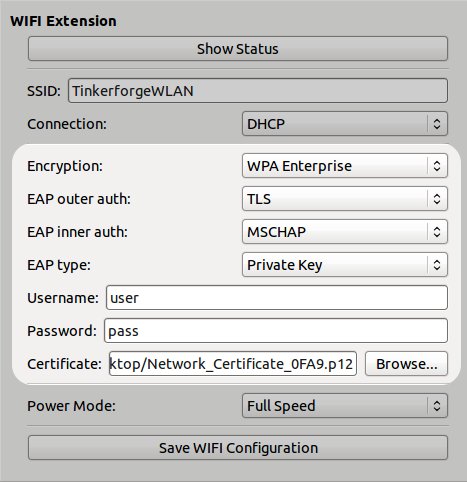 WIFI Extension
Show Status
SSID: TinkerforgeWLAN
Connection: DHCP
Encryption: WPA Enterprise
EAP outer auth: TLS
EAP inner auth: MSCHAP
EAP type: Private Key
Username: user
Password: pass
Certificate: ktop/Network_Certificate_0FA9.p12 Browse...
Power Mode: Full Speed
Save WIFI Configuration